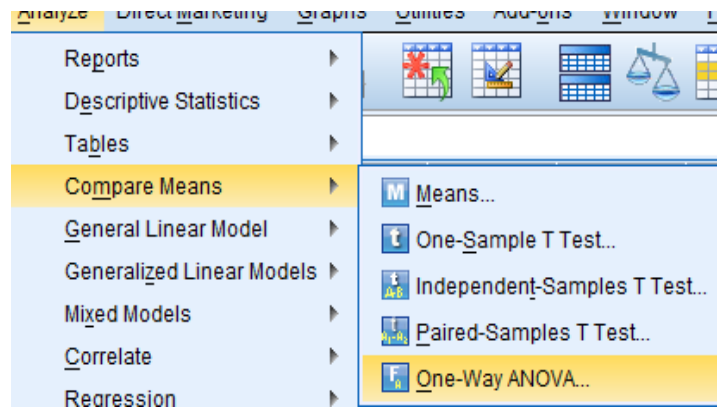 Analyze Direct Marketing Graphs Utilities Add-ons Window
Reports
Descriptive Statistics
Tables
Compare Means
General Linear Model
Generalized Linear Models
Mixed Models
Correlate
Regression
M Means...
t One-Sample T Test...
t A-B Independent-Samples T Test...
t Paired-Samples T Test...
F A One-Way ANOVA...